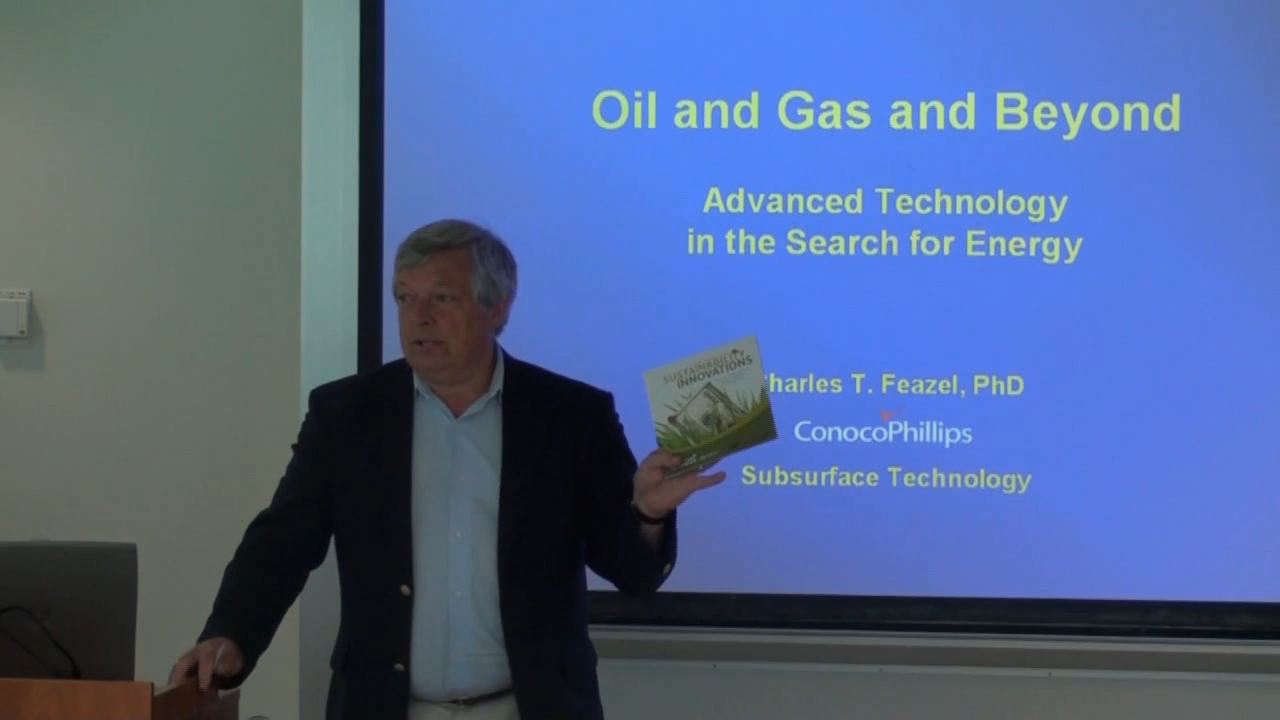 Oil and Gas and Beyond
Advanced Technology
in the Search for Energy
SUSTAINABILITY
INNOVATIONS
harles T. Feazel, PhD
ConocoPhillips
Subsurface Technology